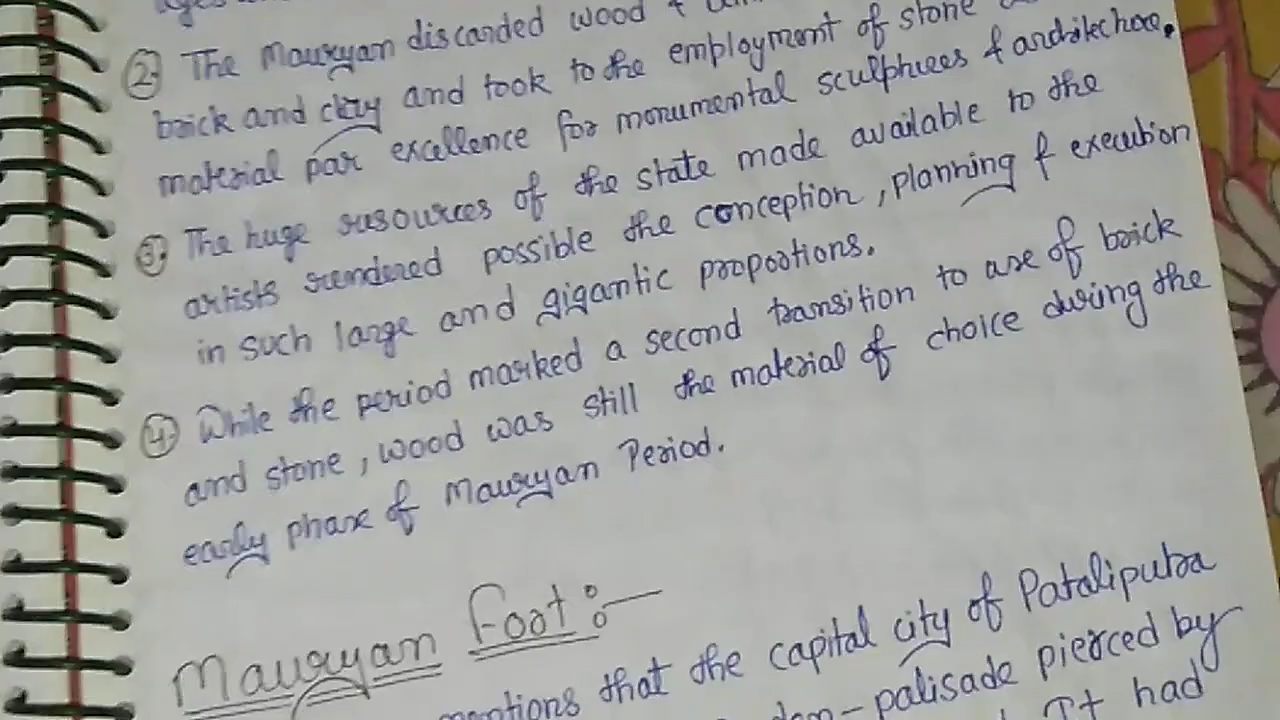 ② The Mauryan discarded wood &
brick and clay and took to the employment of stone
material par excellence for monumental sculptures & architecture.
③ The huge resources of the state made available to the
artists rendered possible the conception, planning & execution
in such large and gigantic proportions.
④ While the period marked a second transition to use of brick
and stone, wood was still the material of choice during the
early phase of Mauryan Period.
Mauryan Foot :—
that the capital city of Pataliputra
palisade pierced by
It had